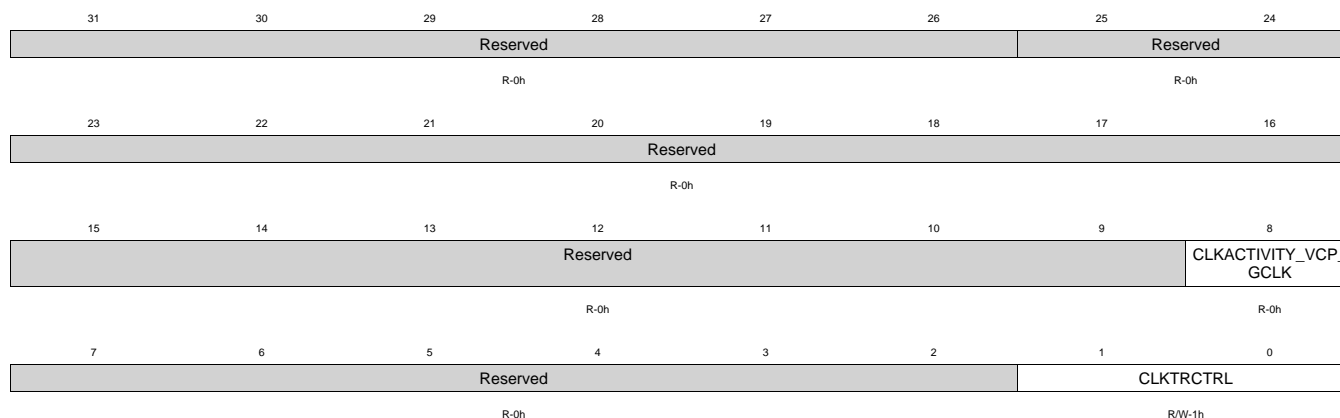 31 30 29 28 27 26 25 24
Reserved Reserved
R-0h R-0h
23 22 21 20 19 18 17 16
Reserved
R-0h
15 14 13 12 11 10 9 8
Reserved CLKACTIVITY_VCP_
GCLK
R-0h R-0h
7 6 5 4 3 2 1 0
Reserved CLKTRCTRL
R-0h R/W-1h